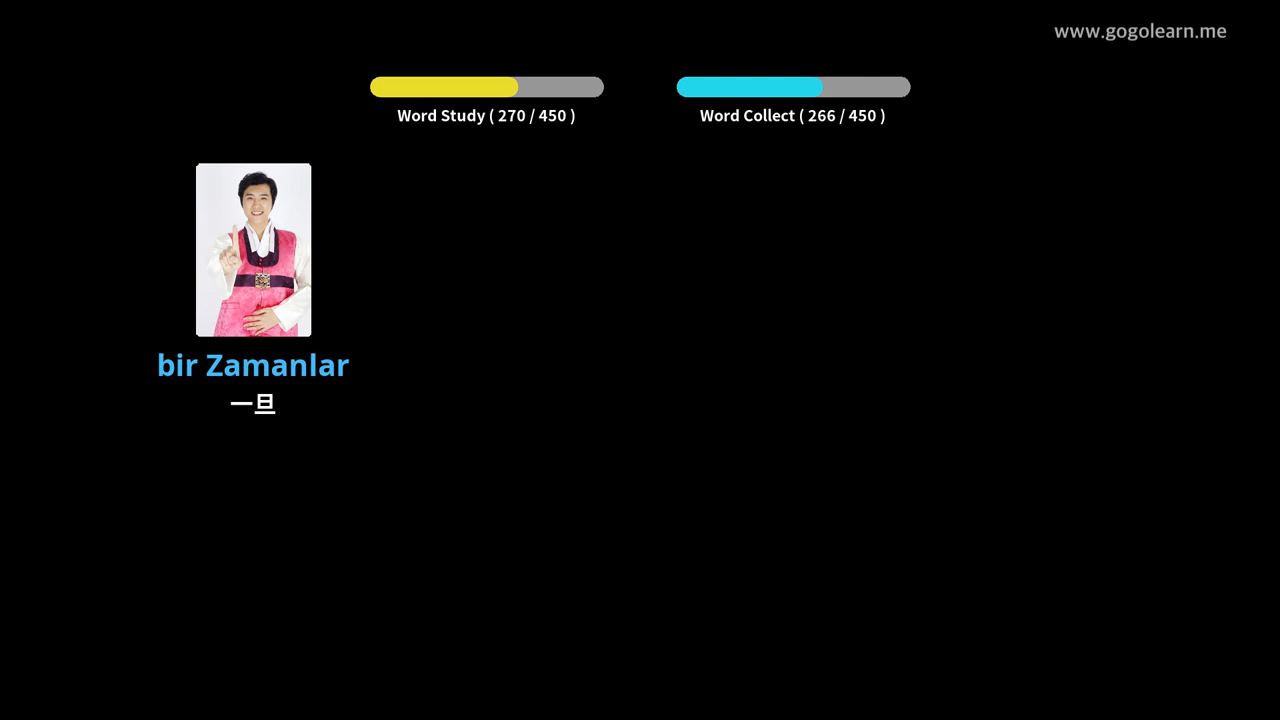 www.gogolearn.me
Word Study ( 270 / 450 )
Word Collect ( 266 / 450 )
bir Zamanlar
一旦